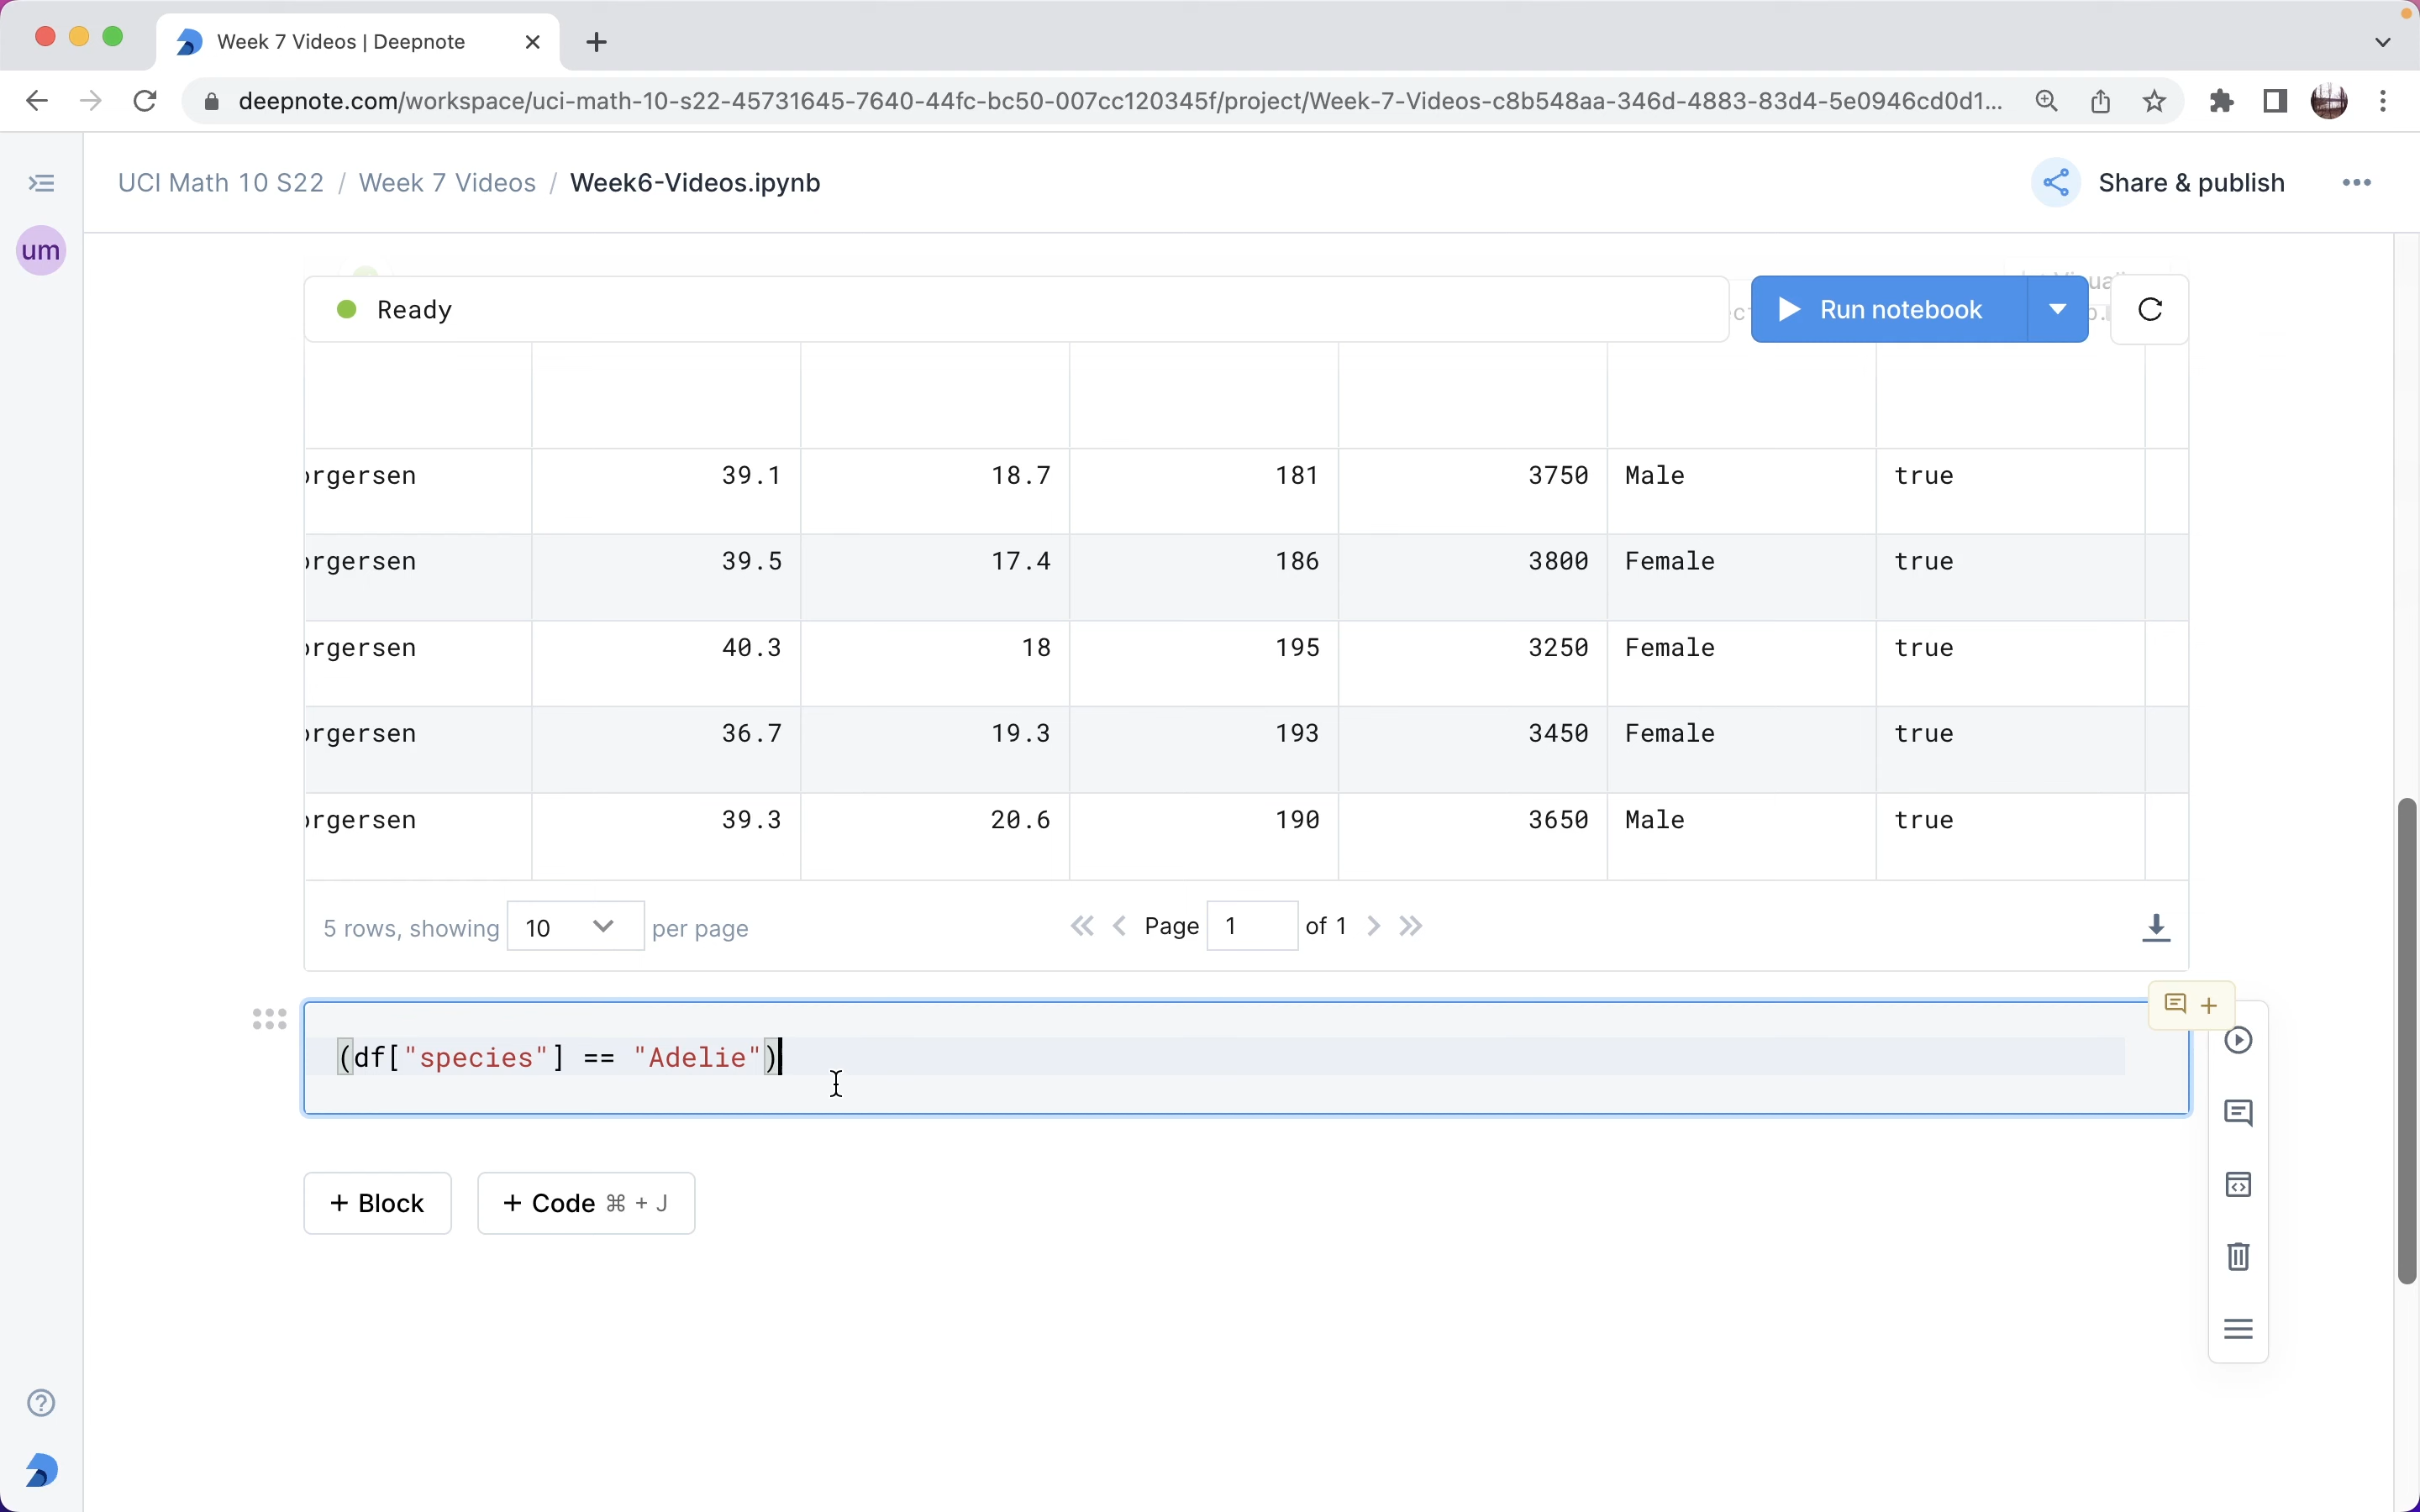 Week 7 Videos | Deepnote
deepnote.com/workspace/uci-math-10-s22-45731645-7640-44fc-bc50-007cc120345f/project/Week-7-Videos-c8b548aa-346d-4883-83d4-5e0946cd0d1...
UCI Math 10 S22 / Week 7 Videos / Week6-Videos.ipynb
Share & publish
um
Ready
Run notebook
orgersen 39.1 18.7 181 3750 Male true
orgersen 39.5 17.4 186 3800 Female true
orgersen 40.3 18 195 3250 Female true
orgersen 36.7 19.3 193 3450 Female true
orgersen 39.3 20.6 190 3650 Male true
5 rows, showing 10 per page
Page 1 of 1
(df["species"] == "Adelie")
+ Block
+ Code ⌘ + J